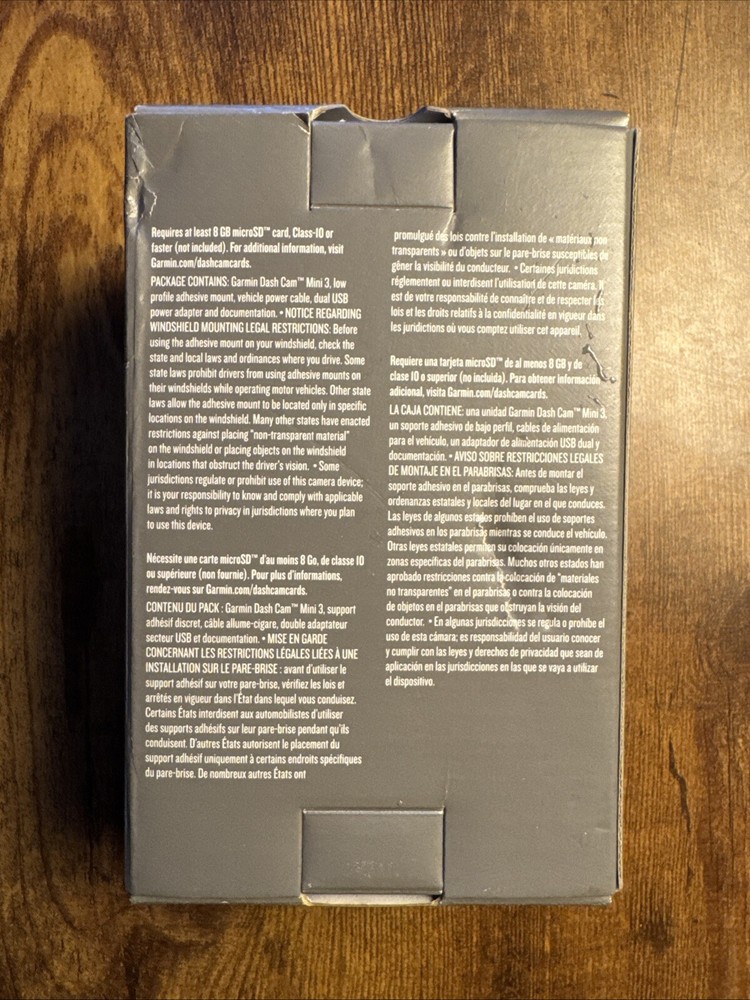 Requires at least 8 GB microSD™ card, Class-10 or
faster (not included). For additional information, visit
Garmin.com/dashcamcards.
PACKAGE CONTAINS: Garmin Dash Cam™ Mini 3, low
profile adhesive mount, vehicle power cable, dual USB
power adapter and documentation. • NOTICE REGARDING
WINDSHIELD MOUNTING LEGAL RESTRICTIONS: Before
using the adhesive mount on your windshield, check the
state and local laws and ordinances where you drive. Some
state laws prohibit drivers from using adhesive mounts on
their windshields while operating motor vehicles. Other state
laws allow the adhesive mount to be located only in specific
locations on the windshield. Many other states have enacted
restrictions against placing "non-transparent material"
on the windshield or placing objects on the windshield
in locations that obstruct the driver's vision. • Some
jurisdictions regulate or prohibit use of this camera device;
it is your responsibility to know and comply with applicable
laws and rights to privacy in jurisdictions where you plan
to use this device.
Nécessite une carte microSD™ d'au moins 8 Go, de classe 10
ou supérieure (non fournie). Pour plus d'informations,
rendez-vous sur Garmin.com/dashcamcards.
CONTENU DU PACK : Garmin Dash Cam™ Mini 3, support
adhésif discret, câble allume-cigare, double adaptateur
secteur USB et documentation. • MISE EN GARDE
CONCERNANT LES RESTRICTIONS LÉGALES LIÉES À UNE
INSTALLATION SUR LE PARE-BRISE : avant d'utiliser le
support adhésif sur votre pare-brise, vérifiez les lois et
arrêtés en vigueur dans l'État dans lequel vous conduisez.
Certains États interdisent aux automobilistes d'utiliser
des supports adhésifs sur leur pare-brise pendant qu'ils
conduisent. D'autres États autorisent le placement du
support adhésif uniquement à certains endroits spécifiques
du pare-brise. De nombreux autres États ont
promulgué des lois contre l'installation de « matériaux non
transparents » ou d'objets sur le pare-brise susceptibles de
gêner la visibilité du conducteur. • Certaines juridictions
réglementent ou interdisent l'utilisation de cette caméra. Il
est de votre responsabilité de connaître et de respecter les
lois et les droits relatifs à la confidentialité en vigueur dans
les juridictions où vous comptez utiliser cet appareil.
Requiere una tarjeta microSD™ de al menos 8 GB y de
clase 10 o superior (no incluida). Para obtener información
adicional, visita Garmin.com/dashcamcards.
LA CAJA CONTIENE: una unidad Garmin Dash Cam™ Mini 3,
un soporte adhesivo de bajo perfil, cables de alimentación
para el vehículo, un adaptador de alimentación USB dual y
documentación. • AVISO SOBRE RESTRICCIONES LEGALES
DE MONTAJE EN EL PARABRISAS: Antes de montar el
soporte adhesivo en el parabrisas, comprueba las leyes y
ordenanzas estatales y locales del lugar en el que conduces.
Las leyes de algunos estados prohíben el uso de soportes
adhesivos en los parabrisas mientras se conduce el vehículo.
Otras leyes estatales permiten su colocación únicamente en
zonas específicas del parabrisas. Muchos otros estados han
aprobado restricciones contra la colocación de "materiales
no transparentes" en el parabrisas o contra la colocación
de objetos en el parabrisas que obstruyan la visión del
conductor. • En algunas jurisdicciones se regula o prohíbe el
uso de esta cámara; es responsabilidad del usuario conocer
y cumplir con las leyes y derechos de privacidad que sean de
aplicación en las jurisdicciones en las que se vaya a utilizar
el dispositivo.